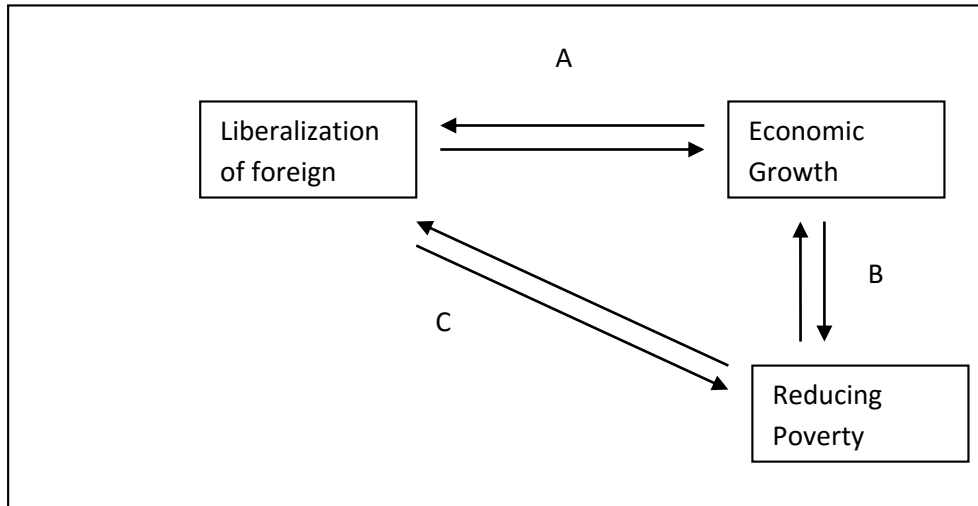 A
Liberalization
of foreign
Economic
Growth
B
C
Reducing
Poverty